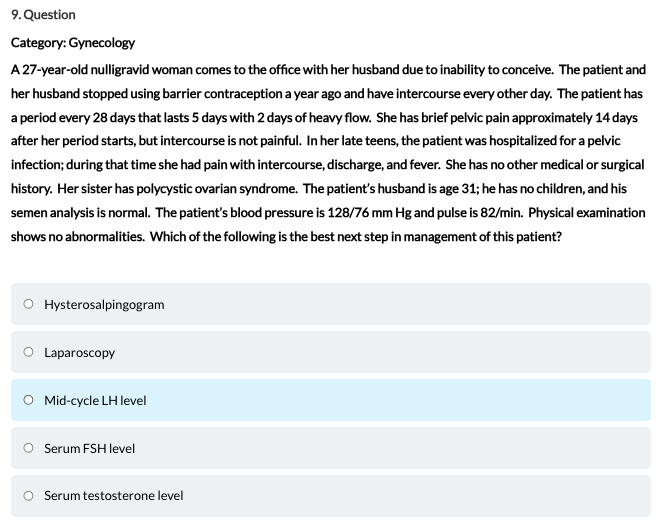 9. Question
Category: Gynecology
A 27-year-old nulligravid woman comes to the office with her husband due to inability to conceive. The patient and
her husband stopped using barrier contraception a year ago and have intercourse every other day. The patient has
a period every 28 days that lasts 5 days with 2 days of heavy flow. She has brief pelvic pain approximately 14 days
after her period starts, but intercourse is not painful. In her late teens, the patient was hospitalized for a pelvic
infection; during that time she had pain with intercourse, discharge, and fever. She has no other medical or surgical
history. Her sister has polycystic ovarian syndrome. The patient's husband is age 31; he has no children, and his
semen analysis is normal. The patient's blood pressure is 128/76 mm Hg and pulse is 82/min. Physical examination
shows no abnormalities. Which of the following is the best next step in management of this patient?
Hysterosalpingogram
Laparoscopy
Mid-cycle LH level
Serum FSH level
Serum testosterone level